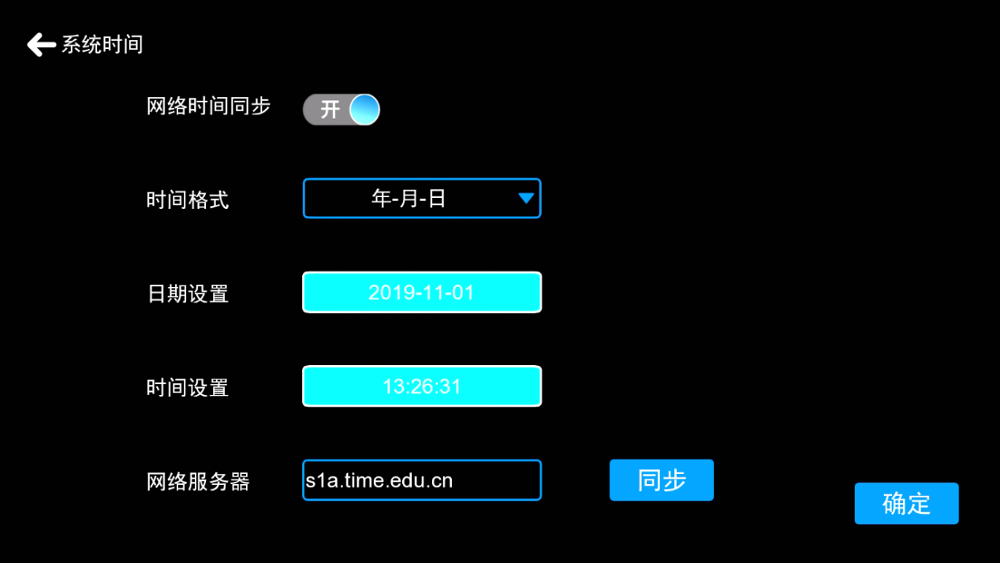 系统时间
网络时间同步 开
时间格式 年-月-日
日期设置 2019-11-01
时间设置 13:26:31
网络服务器 s1a.time.edu.cn 同步
确定